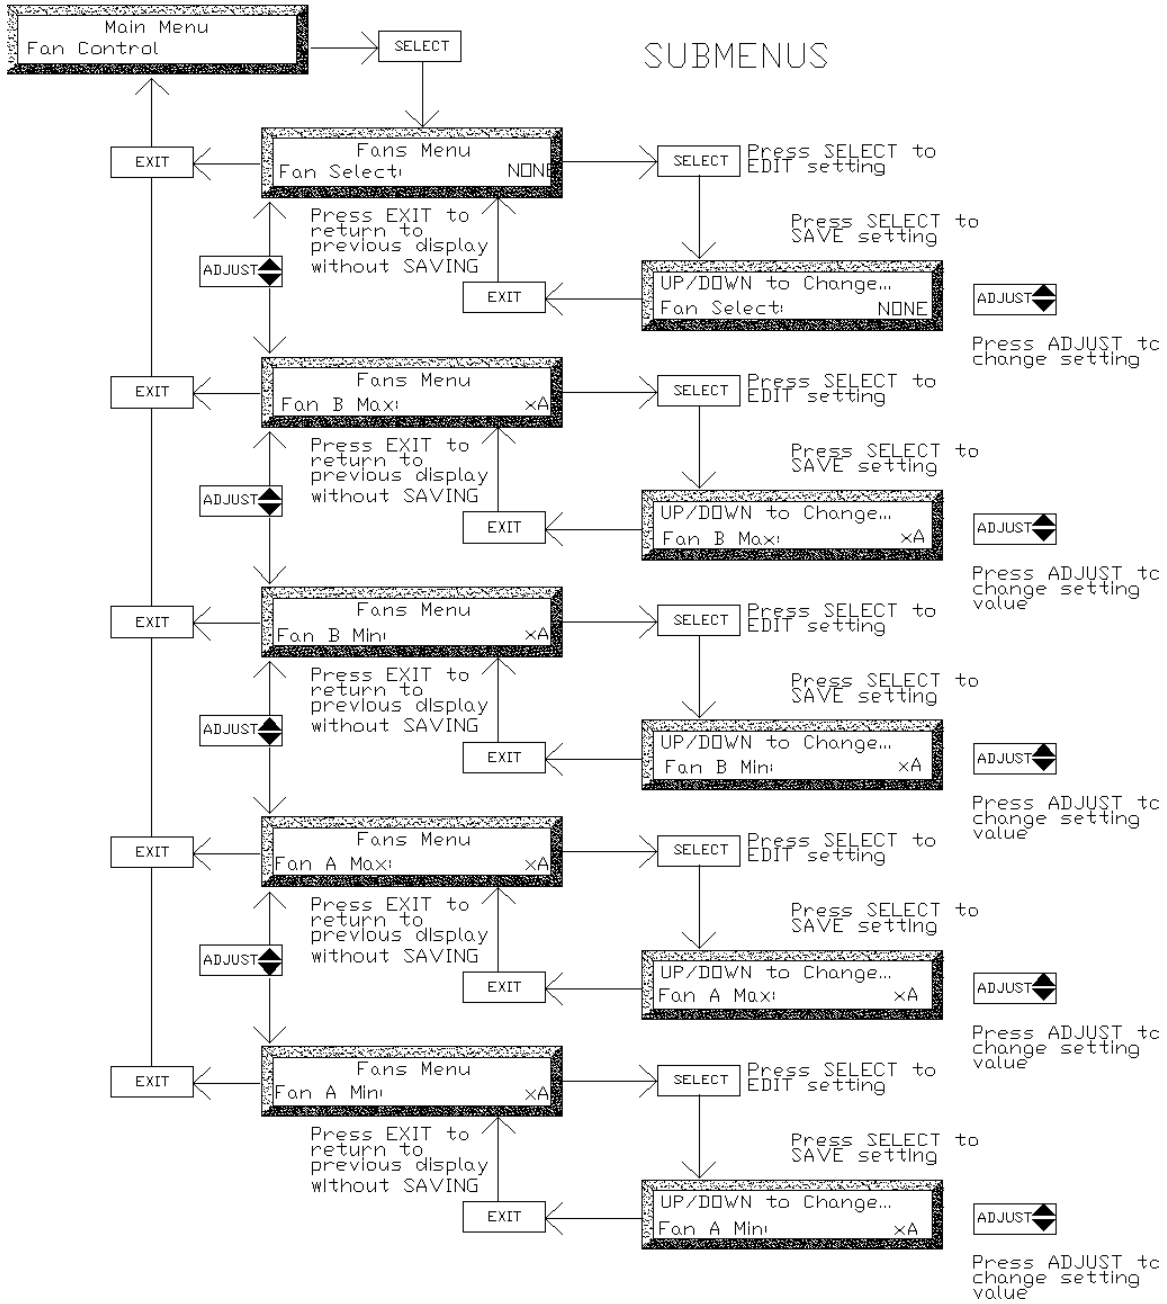 Main Menu
Fan Control
SELECT
SUBMENUS
EXIT
Fans Menu
Fan Select: NONE
SELECT
Press SELECT to
EDIT setting
Press EXIT to
return to
previous display
without SAVING
ADJUST
EXIT
Press SELECT to
SAVE setting
UP/DOWN to Change...
Fan Select: NONE
ADJUST
Press ADJUST to
change setting
EXIT
Fans Menu
Fan B Max: xA
SELECT
Press SELECT to
EDIT setting
Press EXIT to
return to
previous display
without SAVING
ADJUST
EXIT
Press SELECT to
SAVE setting
UP/DOWN to Change...
Fan B Max: xA
ADJUST
Press ADJUST to
change setting
value
EXIT
Fans Menu
Fan B Min: xA
SELECT
Press SELECT to
EDIT setting
Press EXIT to
return to
previous display
without SAVING
ADJUST
EXIT
Press SELECT to
SAVE setting
UP/DOWN to Change...
Fan B Min: xA
ADJUST
Press ADJUST to
change setting
value
EXIT
Fans Menu
Fan A Max: xA
SELECT
Press SELECT to
EDIT setting
Press EXIT to
return to
previous display
without SAVING
ADJUST
EXIT
Press SELECT to
SAVE setting
UP/DOWN to Change...
Fan A Max: xA
ADJUST
Press ADJUST to
change setting
value
EXIT
Fans Menu
Fan A Min: xA
SELECT
Press SELECT to
EDIT setting
Press EXIT to
return to
previous display
without SAVING
EXIT
Press SELECT to
SAVE setting
UP/DOWN to Change...
Fan A Min: xA
ADJUST
Press ADJUST to
change setting
value